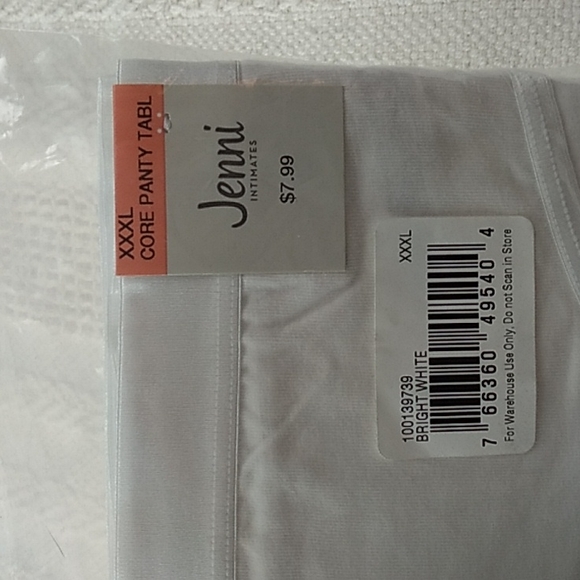 XXXL
CORE PANTY TABL
Jenni
INTIMATES
$7.99
XXXL
100139739
BRIGHT WHITE
7 66360 49540 4
For Warehouse Use Only, Do not Scan in Store